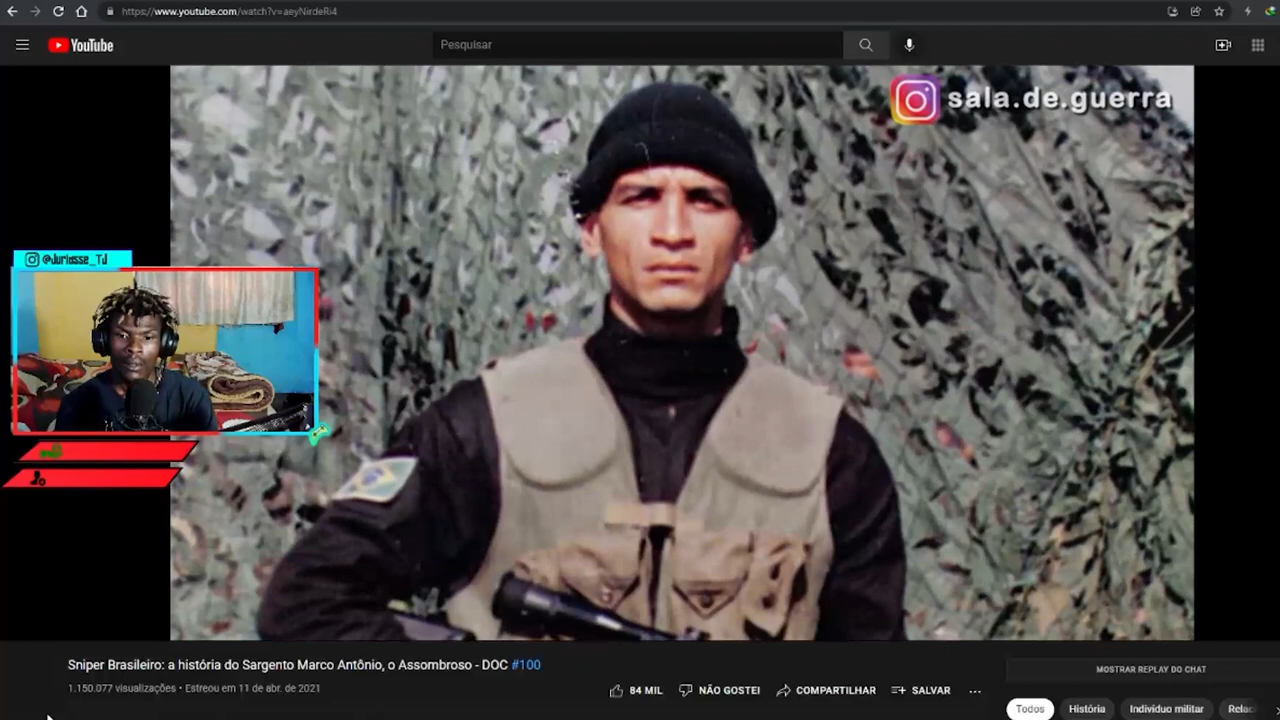 https://www.youtube.com/watch?v=aeyNirdeRi4
YouTube
Pesquisar
sala.de.guerra
@duriasse_TJ
Sniper Brasileiro: a história do Sargento Marco Antônio, o Assombroso - DOC #100
1.150.077 visualizações • Estreou em 11 de abr. de 2021
84 MIL
NÃO GOSTEI
COMPARTILHAR
SALVAR
MOSTRAR REPLAY DO CHAT
Todos
História
Indivíduo militar
Relac